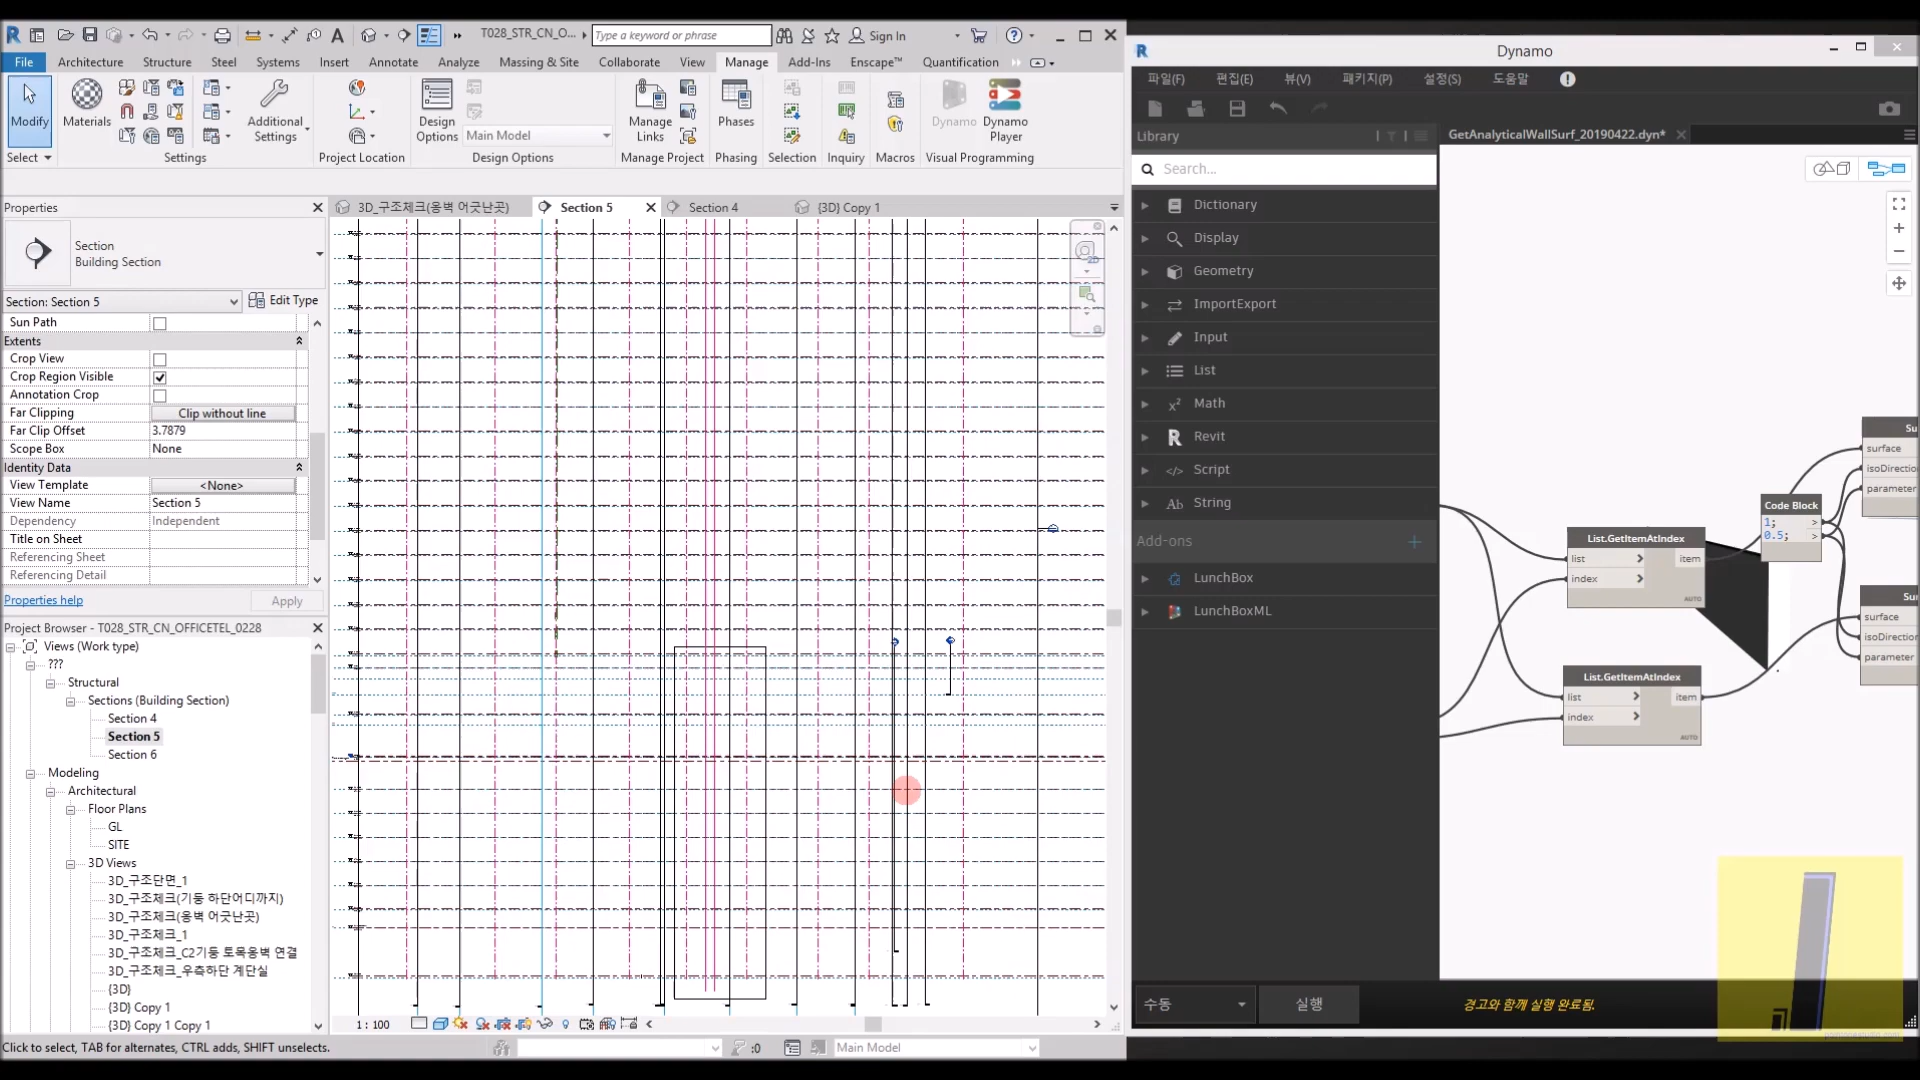 T028_STR_CN_O...
Type a keyword or phrase
Sign In
File
Architecture
Structure
Steel
Systems
Insert
Annotate
Analyze
Massing & Site
Collaborate
View
Manage
Add-Ins
Enscape™
Quantification
Modify
Materials
Additional
Settings
Design
Options
Main Model
Manage
Links
Phases
Dynamo
Dynamo
Player
Select
Settings
Project Location
Design Options
Manage Project
Phasing
Selection
Inquiry
Macros
Visual Programming
Properties
Section
Building Section
Section: Section 5
Edit Type
Sun Path
Extents
Crop View
Crop Region Visible
Annotation Crop
Far Clipping
Clip without line
Far Clip Offset
3.7879
Scope Box
None
Identity Data
View Template
<None>
View Name
Section 5
Dependency
Independent
Title on Sheet
Referencing Sheet
Referencing Detail
Properties help
Apply
Project Browser - T028_STR_CN_OFFICETEL_0228
Views (Work type)
???
Structural
Sections (Building Section)
Section 4
Section 5
Section 6
Modeling
Architectural
Floor Plans
GL
SITE
3D Views
3D_구조단면_1
3D_구조체크(기둥 하단어디까지)
3D_구조체크(옹벽 어긋난곳)
3D_구조체크_1
3D_구조체크_C2기둥 토목옹벽 연결
3D_구조체크_우측하단 계단실
{3D}
{3D} Copy 1
{3D} Copy 1 Copy 1
3D_구조체크(옹벽 어긋난곳)
Section 5
Section 4
{3D} Copy 1
1 : 100
Click to select, TAB for alternates, CTRL adds, SHIFT unselects.
:0
Main Model
Dynamo
파일(F)
편집(E)
뷰(V)
패키지(P)
설정(S)
도움말
Library
Search...
Dictionary
Display
Geometry
ImportExport
Input
List
Math
Revit
Script
String
Add-ons
LunchBox
LunchBoxML
GetAnalyticalWallSurf_20190422.dyn*
List.GetItemAtIndex
list
item
index
AUTO
List.GetItemAtIndex
list
item
index
AUTO
Code Block
1;
0.5;
Su
surface
isoDirectio
parameter
Su
surface
isoDirectio
parameter
수동
실행
경고와 함께 실행 완료됨.